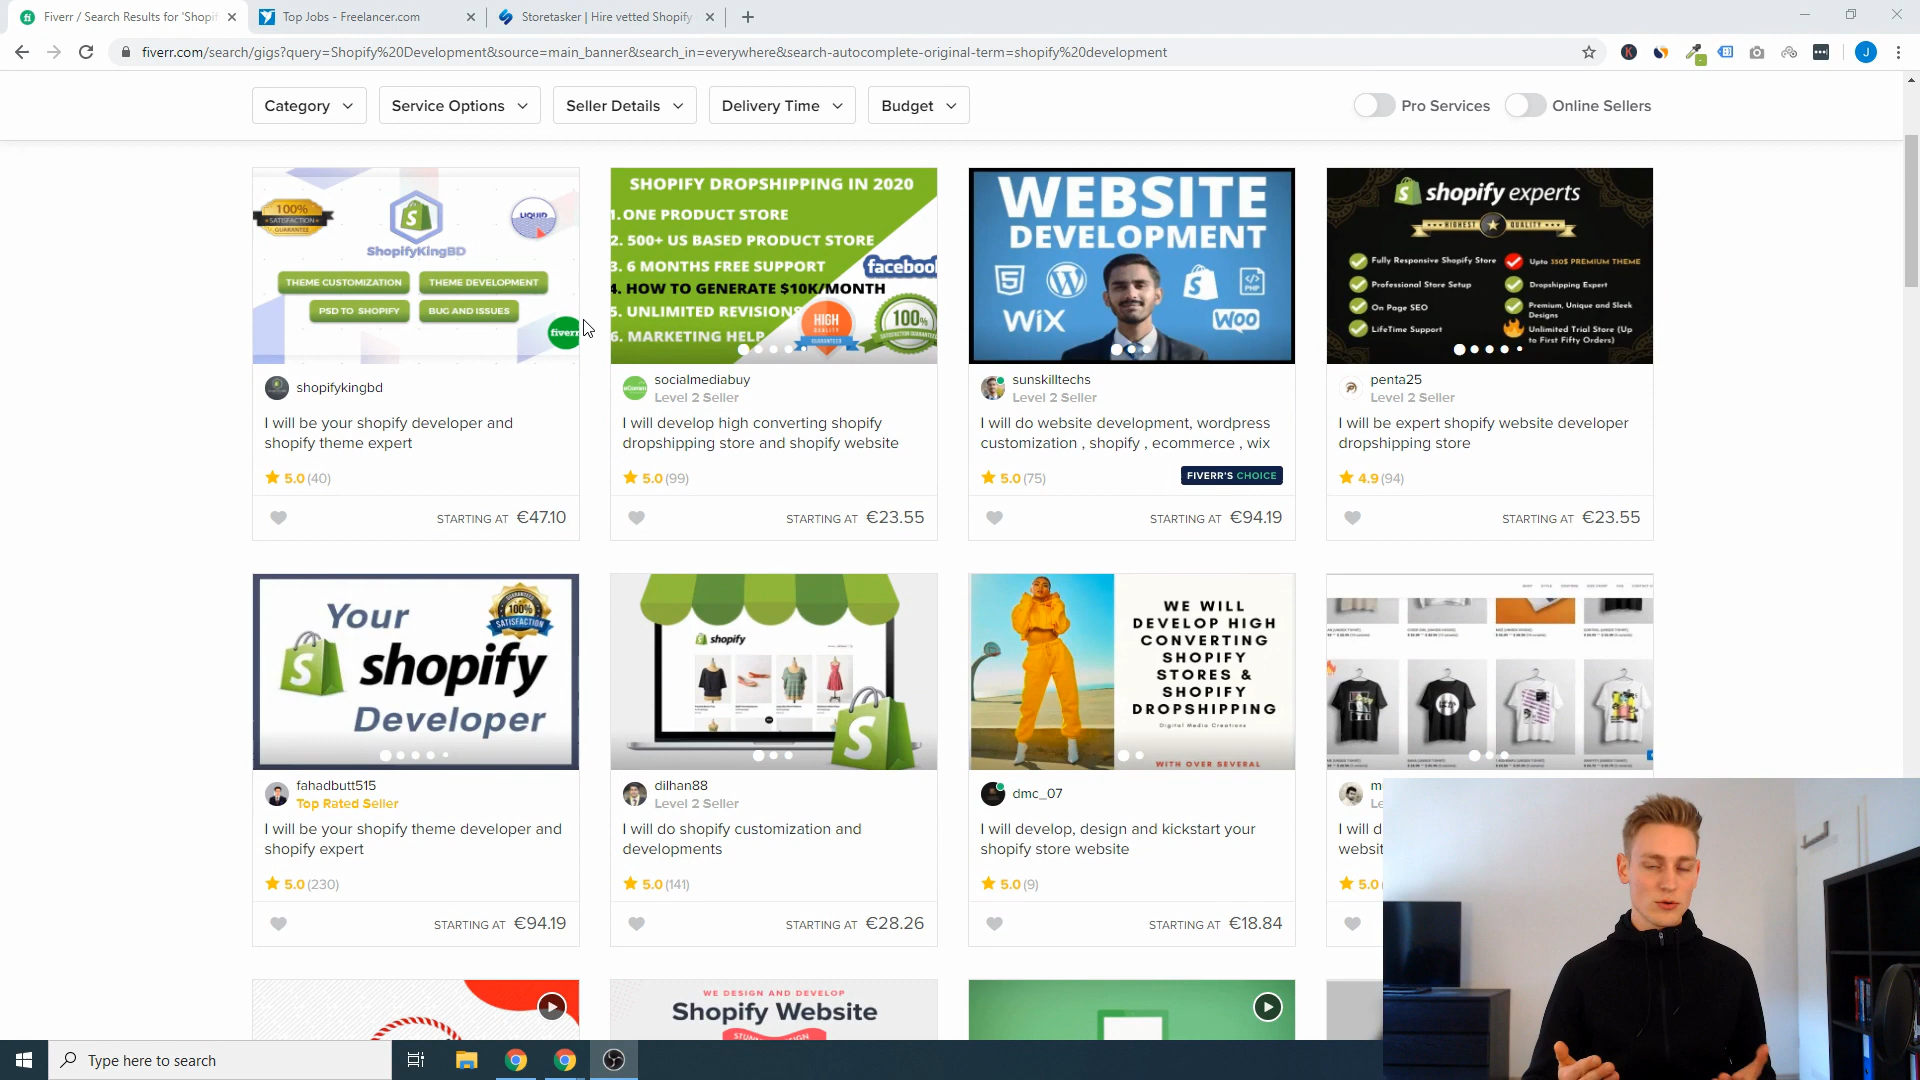 Fiverr / Search Results for 'Shopif
Top Jobs - Freelancer.com
Storetasker | Hire vetted Shopify
fiverr.com/search/gigs?query=Shopify%20Development&source=main_banner&search_in=everywhere&search-autocomplete-original-term=shopify%20development
Category
Service Options
Seller Details
Delivery Time
Budget
Pro Services
Online Sellers
100%
SATISFACTION
GUARANTEE
LIQUID
ShopifyKingBD
THEME CUSTOMIZATION
THEME DEVELOPMENT
PSD TO SHOPIFY
BUG AND ISSUES
fiverr
SHOPIFY DROPSHIPPING IN 2020
1.ONE PRODUCT STORE
2. 500+ US BASED PRODUCT STORE
3. 6 MONTHS FREE SUPPORT
facebook
4. HOW TO GENERATE $10K/MONTH
5. UNLIMITED REVISIONS
6. MARKETING HELP
HIGH
QUALITY
100%
WEBSITE
DEVELOPMENT
PHP
WiX
WOO
shopify experts
HIGHEST QUALITY
Fully Responsive Shopify Store
Professional Store Setup
On Page SEO
LifeTime Support
Upto 350$ PREMIUM THEME
Dropshipping Expert
Premium, Unique and Sleek
Designs
Unlimited Trial Store (Up
to First Fifty Orders)
shopifykingbd
I will be your shopify developer and
shopify theme expert
5.0 (40)
STARTING AT €47.10
socialmediabuy
Level 2 Seller
I will develop high converting shopify
dropshipping store and shopify website
5.0 (99)
STARTING AT €23.55
sunskilltechs
Level 2 Seller
I will do website development, wordpress
customization , shopify , ecommerce , wix
5.0 (75)
FIVERR'S CHOICE
STARTING AT €94.19
penta25
Level 2 Seller
I will be expert shopify website developer
dropshipping store
4.9 (94)
STARTING AT €23.55
Your
shopify
Developer
100%
SATISFACTION
shopify
WE WILL
DEVELOP HIGH
CONVERTING
SHOPIFY
STORES &
SHOPIFY
DROPSHIPPING
Digital Media Creations
WITH OVER SEVERAL
fahadbutt515
Top Rated Seller
I will be your shopify theme developer and
shopify expert
5.0 (230)
STARTING AT €94.19
dilhan88
Level 2 Seller
I will do shopify customization and
developments
5.0 (141)
STARTING AT €28.26
dmc_07
I will develop, design and kickstart your
shopify store website
5.0 (9)
STARTING AT €18.84
m
Le
I will d
websit
5.0
WE DESIGN AND DEVELOP
Shopify Website
Type here to search